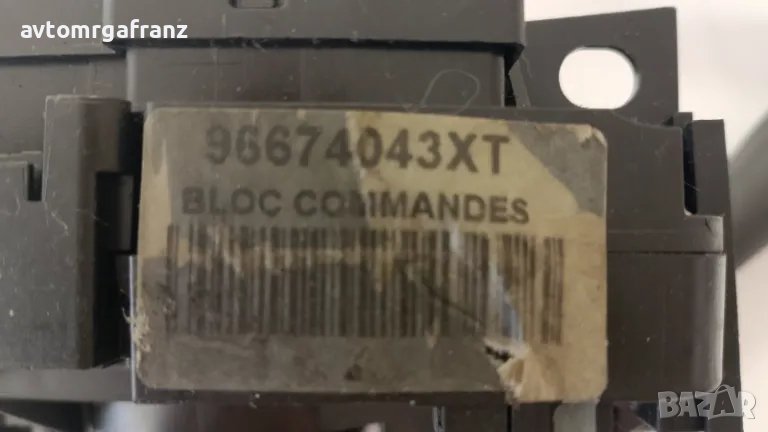 avtomrgafranz
96674043XT
BLOC COMMANDES
BAZAR